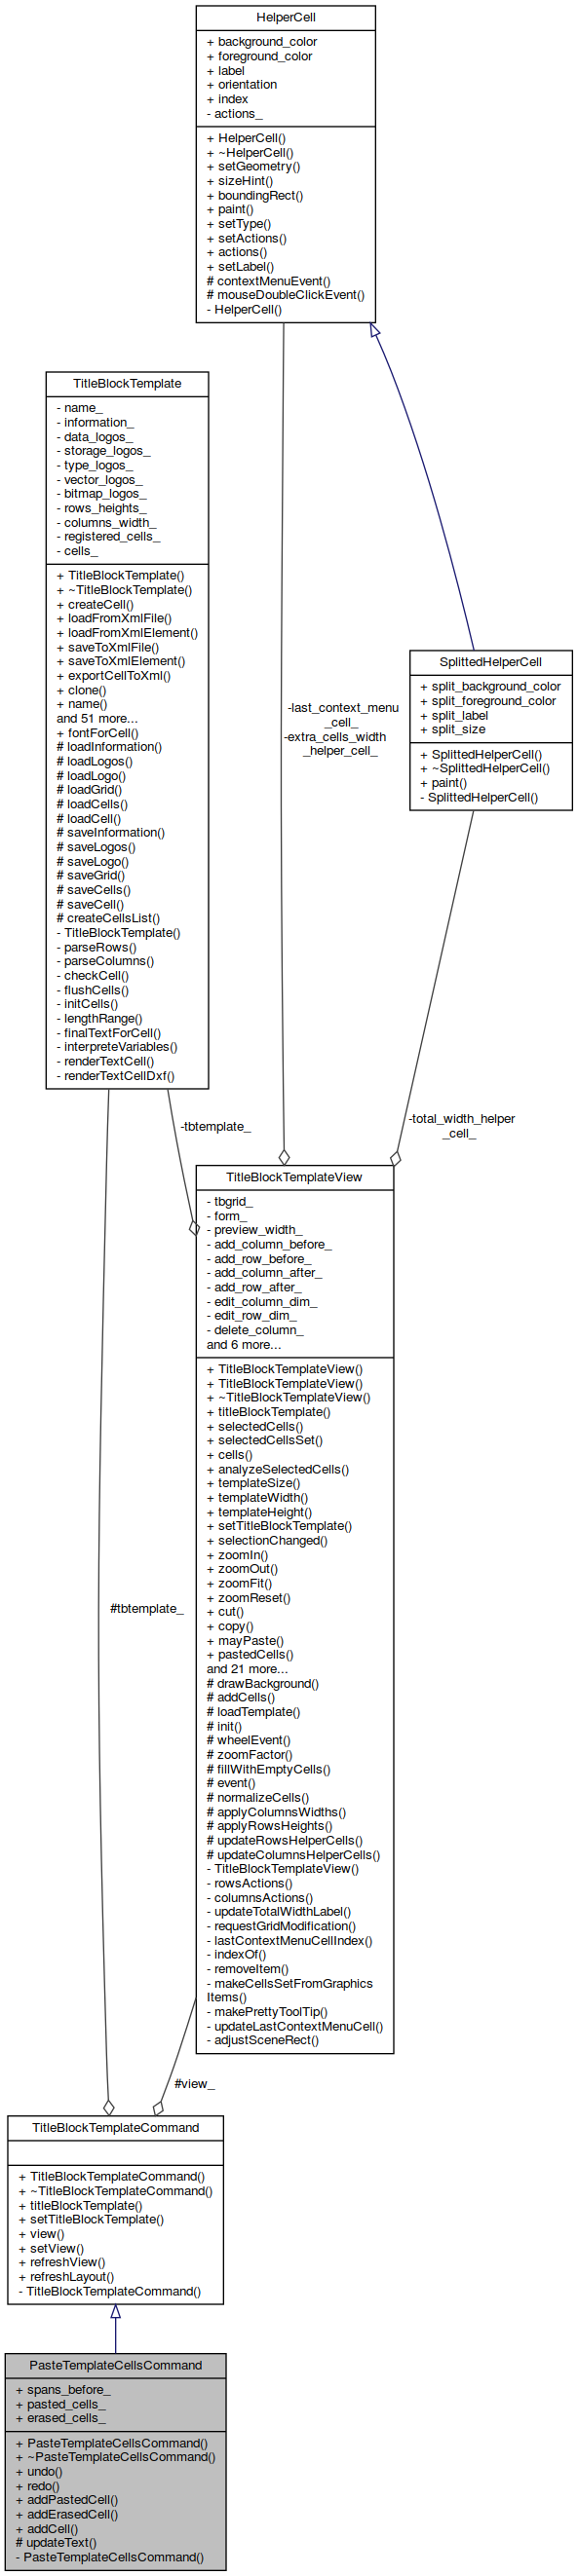 HelperCell
+ background_color
+ foreground_color
+ label
+ orientation
+ index
- actions_
+ HelperCell()
+ ~HelperCell()
+ setGeometry()
+ sizeHint()
+ boundingRect()
+ paint()
+ setType()
+ setActions()
+ actions()
+ setLabel()
# contextMenuEvent()
# mouseDoubleClickEvent()
- HelperCell()
TitleBlockTemplate
- name_
- information_
- data_logos_
- storage_logos_
- type_logos_
- vector_logos_
- bitmap_logos_
- rows_heights_
- columns_width_
- registered_cells_
- cells_
+ TitleBlockTemplate()
+ ~TitleBlockTemplate()
+ createCell()
+ loadFromXmlFile()
+ loadFromXmlElement()
+ saveToXmlFile()
+ saveToXmlElement()
+ exportCellToXml()
+ clone()
+ name()
and 51 more...
+ fontForCell()
# loadInformation()
# loadLogos()
# loadLogo()
# loadGrid()
# loadCells()
# loadCell()
# saveInformation()
# saveLogos()
# saveLogo()
# saveGrid()
# saveCells()
# saveCell()
# createCellsList()
- TitleBlockTemplate()
- parseRows()
- parseColumns()
- checkCell()
- flushCells()
- initCells()
- lengthRange()
- finalTextForCell()
- interpreteVariables()
- renderTextCell()
- renderTextCellDxf()
-last_context_menu
_cell_
-extra_cells_width
_helper_cell_
SplittedHelperCell
+ split_background_color
+ split_foreground_color
+ split_label
+ split_size
+ SplittedHelperCell()
+ ~SplittedHelperCell()
+ paint()
- SplittedHelperCell()
-tbtemplate_
-total_width_helper
_cell_
TitleBlockTemplateView
- tbgrid_
- form_
- preview_width_
- add_column_before_
- add_row_before_
- add_column_after_
- add_row_after_
- edit_column_dim_
- edit_row_dim_
- delete_column_
and 6 more...
+ TitleBlockTemplateView()
+ TitleBlockTemplateView()
+ ~TitleBlockTemplateView()
+ titleBlockTemplate()
+ selectedCells()
+ selectedCellsSet()
+ cells()
+ analyzeSelectedCells()
+ templateSize()
+ templateWidth()
+ templateHeight()
+ setTitleBlockTemplate()
+ selectionChanged()
+ zoomIn()
+ zoomOut()
+ zoomFit()
+ zoomReset()
+ cut()
+ copy()
+ mayPaste()
+ pastedCells()
and 21 more...
# drawBackground()
# addCells()
# loadTemplate()
# init()
# wheelEvent()
# zoomFactor()
# fillWithEmptyCells()
# event()
# normalizeCells()
# applyColumnsWidths()
# applyRowsHeights()
# updateRowsHelperCells()
# updateColumnsHelperCells()
- TitleBlockTemplateView()
- rowsActions()
- columnsActions()
- updateTotalWidthLabel()
- requestGridModification()
- lastContextMenuCellIndex()
- indexOf()
- removeItem()
- makeCellsSetFromGraphics
Items()
- makePrettyToolTip()
- updateLastContextMenuCell()
- adjustSceneRect()
#tbtemplate_
#view_
TitleBlockTemplateCommand
+ TitleBlockTemplateCommand()
+ ~TitleBlockTemplateCommand()
+ titleBlockTemplate()
+ setTitleBlockTemplate()
+ view()
+ setView()
+ refreshView()
+ refreshLayout()
- TitleBlockTemplateCommand()
PasteTemplateCellsCommand
+ spans_before_
+ pasted_cells_
+ erased_cells_
+ PasteTemplateCellsCommand()
+ ~PasteTemplateCellsCommand()
+ undo()
+ redo()
+ addPastedCell()
+ addErasedCell()
+ addCell()
# updateText()
- PasteTemplateCellsCommand()